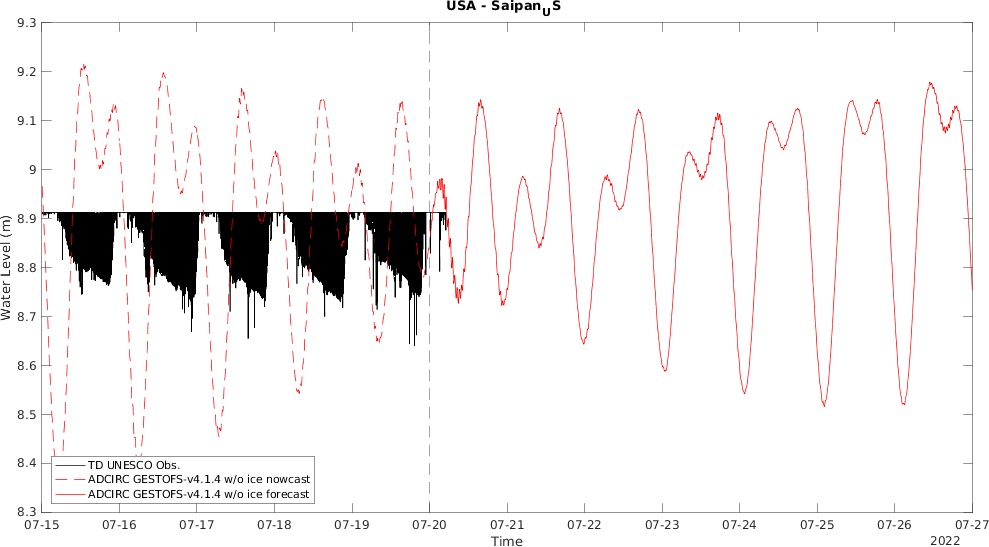 USA - SaipanUS
9.3
9.2
9.1
9
8.9
8.8
8.7
8.6
8.5
8.4
8.3
Water Level (m)
TD UNESCO Obs.
ADCIRC GESTOFS-v4.1.4 w/o ice nowcast
ADCIRC GESTOFS-v4.1.4 w/o ice forecast
07-15 07-16 07-17 07-18 07-19 07-20 07-21 07-22 07-23 07-24 07-25 07-26 07-27
Time
2022